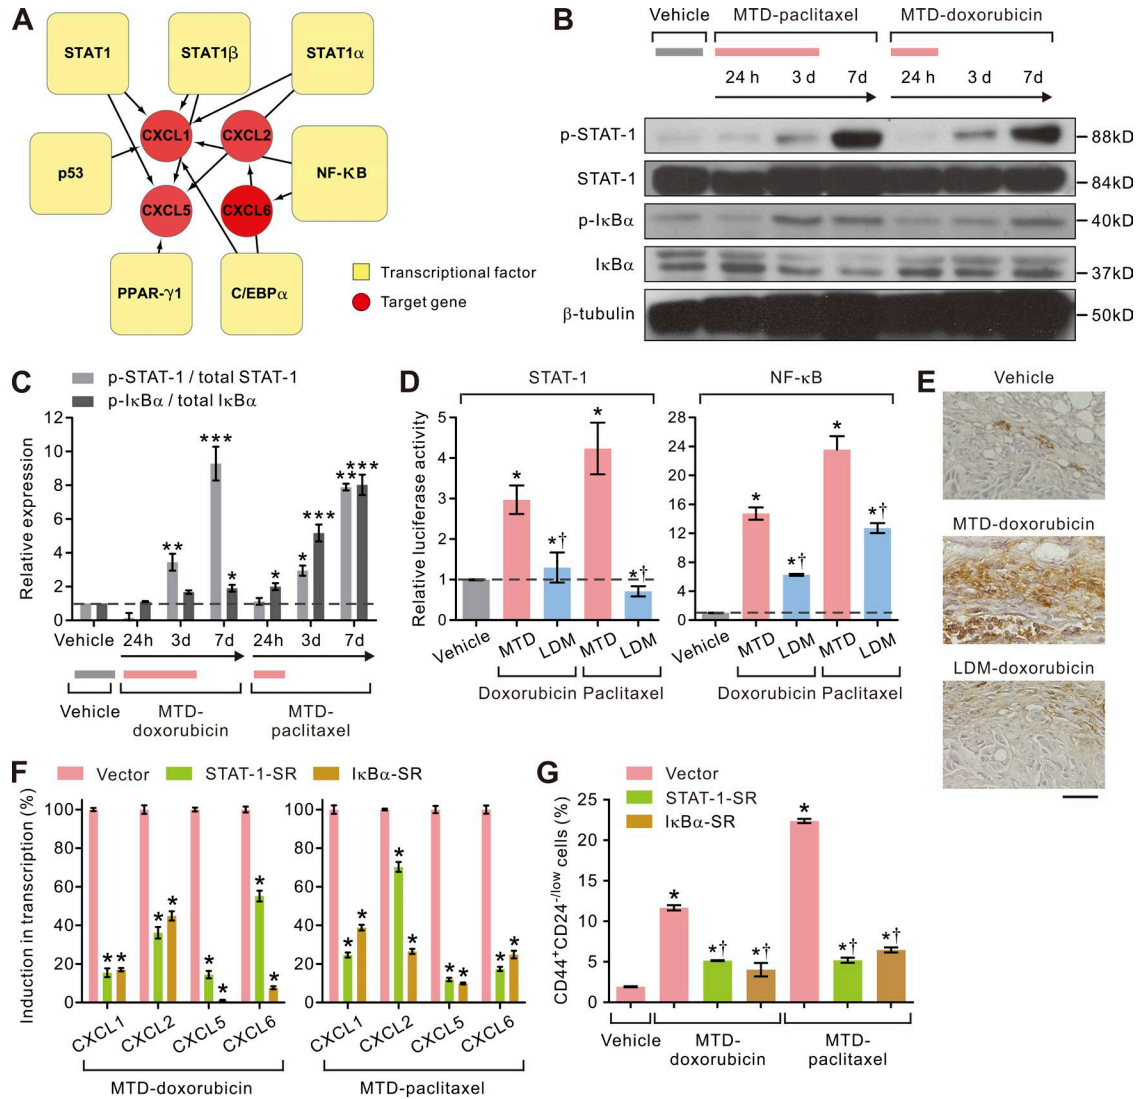 A
STAT1
STAT1β
STAT1α
CXCL1
CXCL2
p53
NF-κB
CXCL5
CXCL6
PPAR-γ1
C/EBPα
Transcriptional factor
Target gene
B
Vehicle MTD-paclitaxel MTD-doxorubicin
24 h 3 d 7d 24 h 3 d 7d
p-STAT-1 88kD
STAT-1 84kD
p-IκBα 40kD
IκBα 37kD
β-tubulin 50kD
C
p-STAT-1 / total STAT-1
p-IκBα / total IκBα
Relative expression
12
10
8
6
4
2
0
** *** * ** * * *** ** ***
Vehicle 24h 3d 7d 24h 3d 7d
Vehicle MTD-doxorubicin MTD-paclitaxel
D
STAT-1 NF-κB
Relative luciferase activity
5
4
3
2
1
0
* *† * *†
Vehicle MTD LDM MTD LDM
Doxorubicin Paclitaxel
28
24
20
16
12
8
4
2
0
* *† * *†
Vehicle MTD LDM MTD LDM
Doxorubicin Paclitaxel
E
Vehicle
MTD-doxorubicin
LDM-doxorubicin
F
Vector STAT-1-SR IκBα-SR
Induction in transcription (%)
100
80
60
40
20
0
* * * * * * * *
CXCL1 CXCL2 CXCL5 CXCL6
MTD-doxorubicin
100
80
60
40
20
0
* * * * * * * *
CXCL1 CXCL2 CXCL5 CXCL6
MTD-paclitaxel
G
Vector
STAT-1-SR
IκBα-SR
CD44+CD24-/low cells (%)
25
20
15
10
5
0
* *† *† * *† *†
Vehicle MTD-doxorubicin MTD-paclitaxel